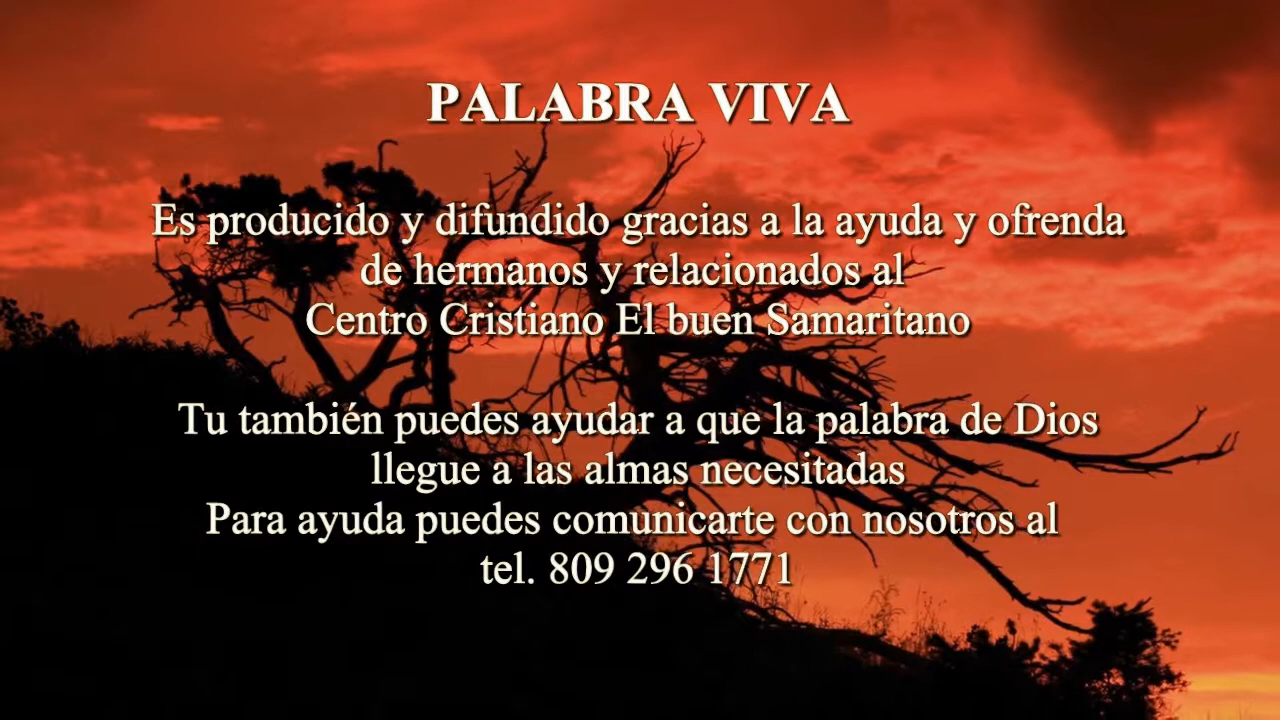 PALABRA VIVA
Es producido y difundido gracias a la ayuda y ofrenda
de hermanos y relacionados al
Centro Cristiano El buen Samaritano
Tu también puedes ayudar a que la palabra de Dios
llegue a las almas necesitadas
Para ayuda puedes comunicarte con nosotros al
tel. 809 296 1771